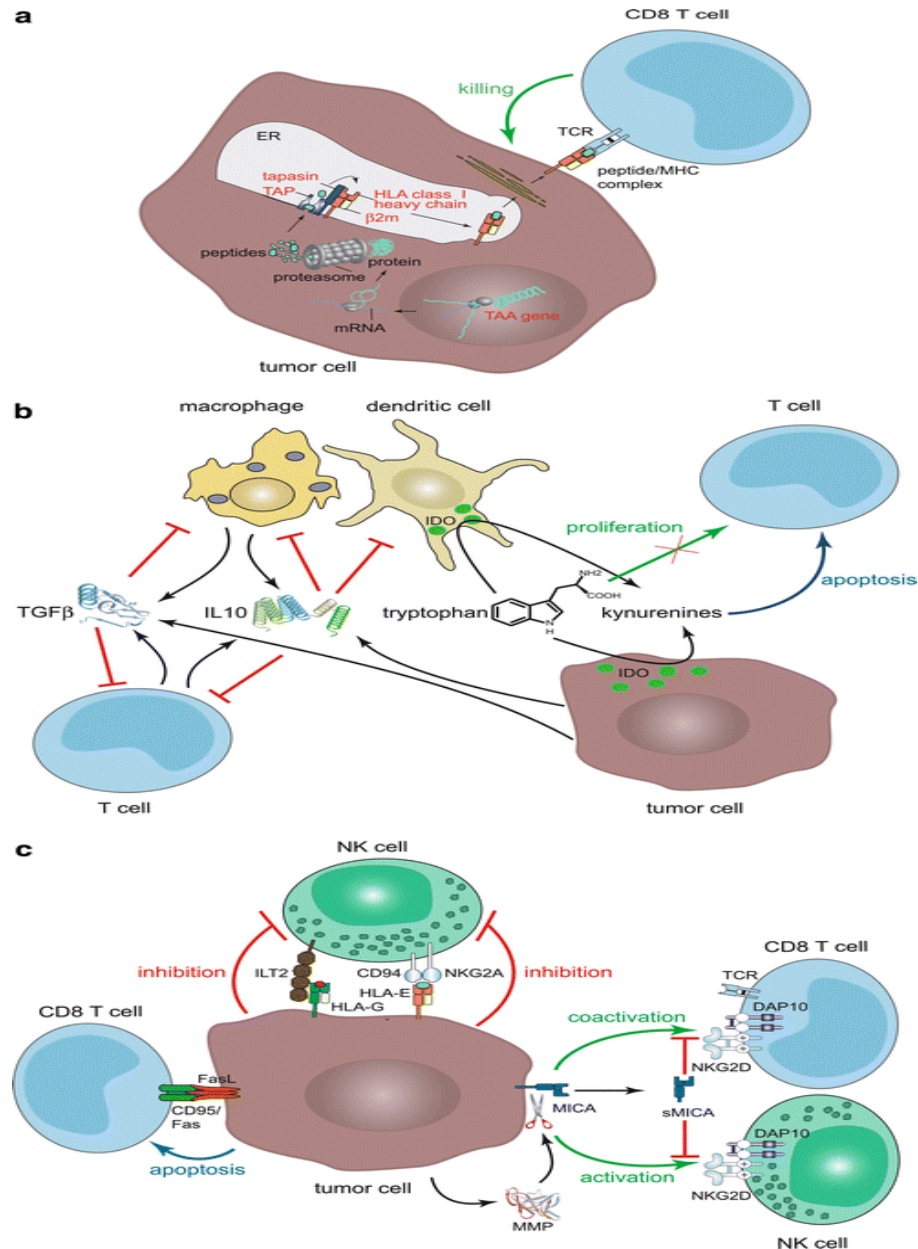 a
CD8 T cell
killing
ER
TCR
tapasin
TAP
HLA class I
heavy chain
β2m
peptide/MHC
complex
peptides
protein
proteasome
mRNA
TAA gene
tumor cell
b
macrophage
dendritic cell
T cell
IDO
proliferation
NH2
COOH
TGFβ
IL10
tryptophan
kynurenines
apoptosis
N
H
IDO
T cell
tumor cell
c
NK cell
inhibition
ILT2
CD94
NKG2A
inhibition
HLA-E
HLA-G
CD8 T cell
CD8 T cell
TCR
DAP10
coactivation
NKG2D
FasL
CD95/
Fas
MICA
sMICA
DAP10
apoptosis
activation
NKG2D
tumor cell
MMP
NK cell